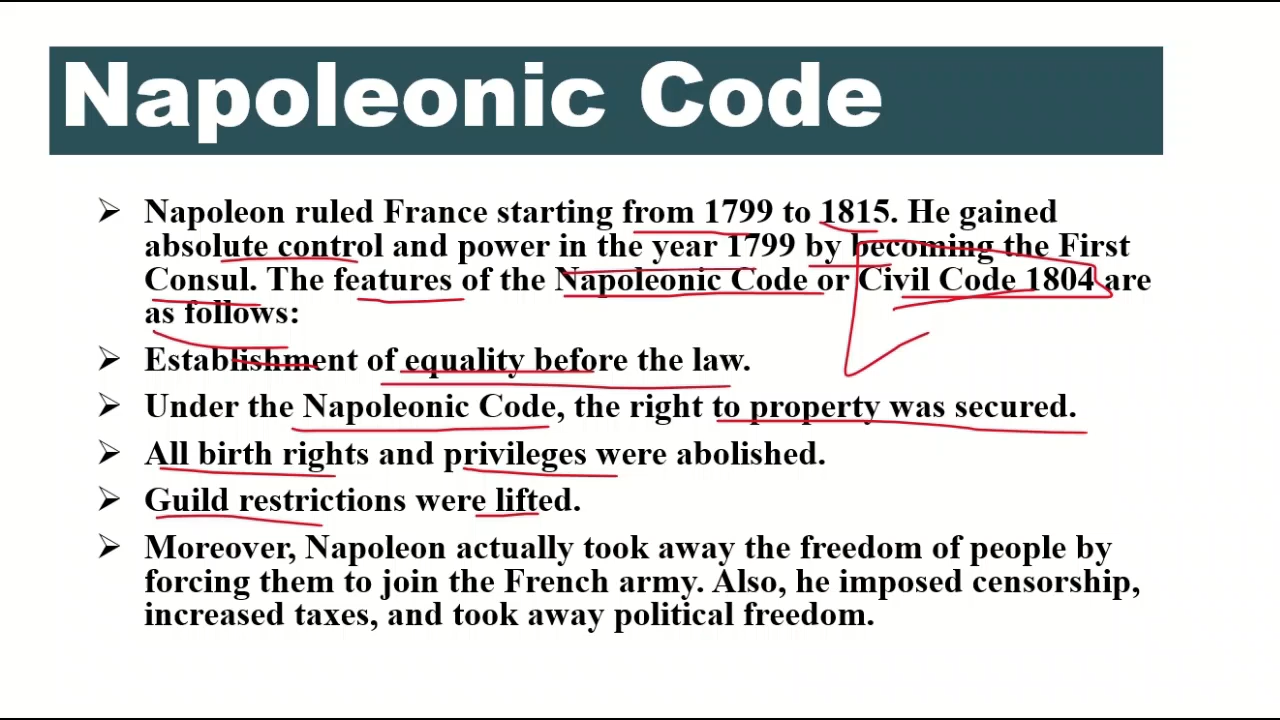 Napoleonic Code
➢ Napoleon ruled France starting from 1799 to 1815. He gained
absolute control and power in the year 1799 by becoming the First
Consul. The features of the Napoleonic Code or Civil Code 1804 are
as follows:
➢ Establishment of equality before the law.
➢ Under the Napoleonic Code, the right to property was secured.
➢ All birth rights and privileges were abolished.
➢ Guild restrictions were lifted.
➢ Moreover, Napoleon actually took away the freedom of people by
forcing them to join the French army. Also, he imposed censorship,
increased taxes, and took away political freedom.